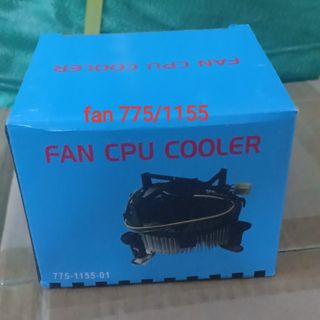 FAN CPU COOLER
fan 775/1155
FAN CPU COOLER
775-1155-01